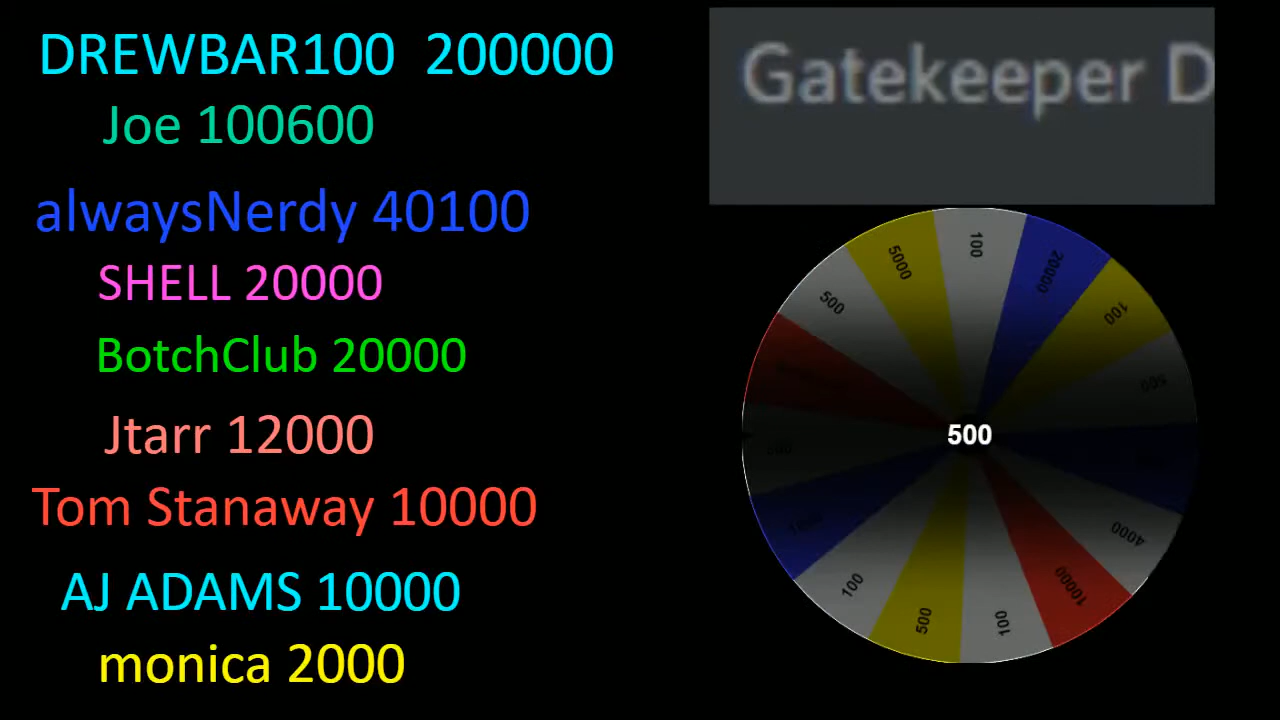 DREWBAR100 200000
Joe 100600
alwaysNerdy 40100
SHELL 20000
BotchClub 20000
Jtarr 12000
Tom Stanaway 10000
AJ ADAMS 10000
monica 2000
Gatekeeper D
100
20000
100
500
4000
10000
100
500
100
500
5000
500